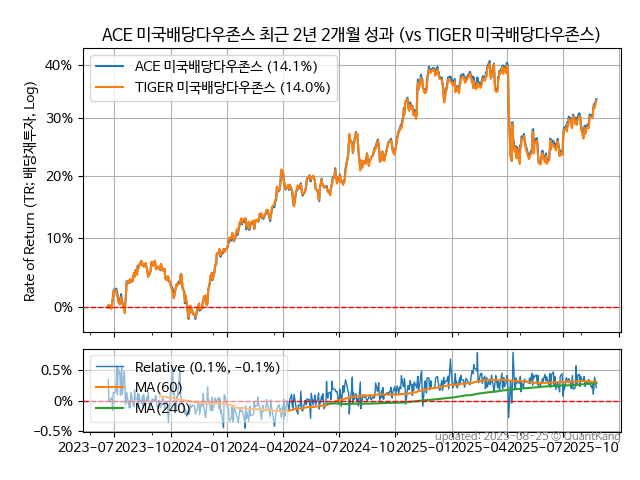 ACE 미국배당다우존스 최근 2년 2개월 성과 (vs TIGER 미국배당다우존스)
ACE 미국배당다우존스 (14.1%)
TIGER 미국배당다우존스 (14.0%)
Rate of Return (TR: 배당재투자, Log)
40%
30%
20%
10%
0%
Relative (0.1%, −0.1%)
MA(60)
MA(240)
0.5%
0%
−0.5%
updated: 2025-08-25 © QuantKang
2023-07 2023-10 2024-01 2024-04 2024-07 2024-10 2025-01 2025-04 2025-07 2025-10